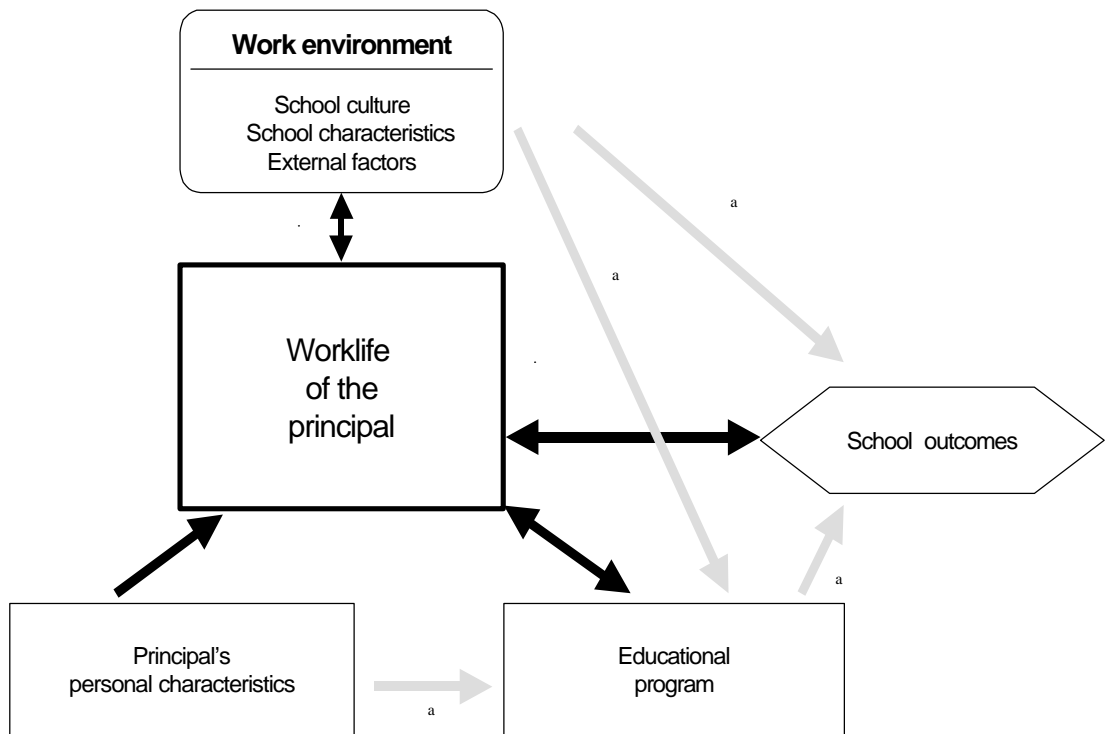 Work environment
School culture
School characteristics
External factors
a
a
Worklife
of the
principal
School outcomes
a
Principal’s
personal characteristics
a
Educational
program